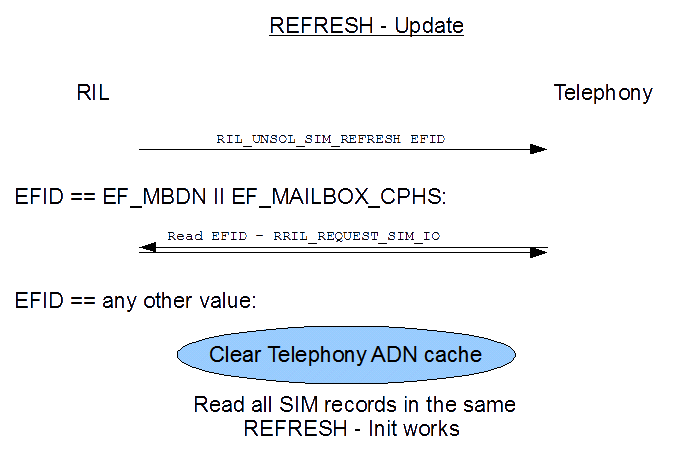 REFRESH - Update
RIL
Telephony
RIL_UNSOL_SIM_REFRESH EFID
EFID == EF_MBDN II EF_MAILBOX_CPHS:
Read EFID - RRIL_REQUEST_SIM_IO
EFID == any other value:
Clear Telephony ADN cache
Read all SIM records in the same
REFRESH - Init works